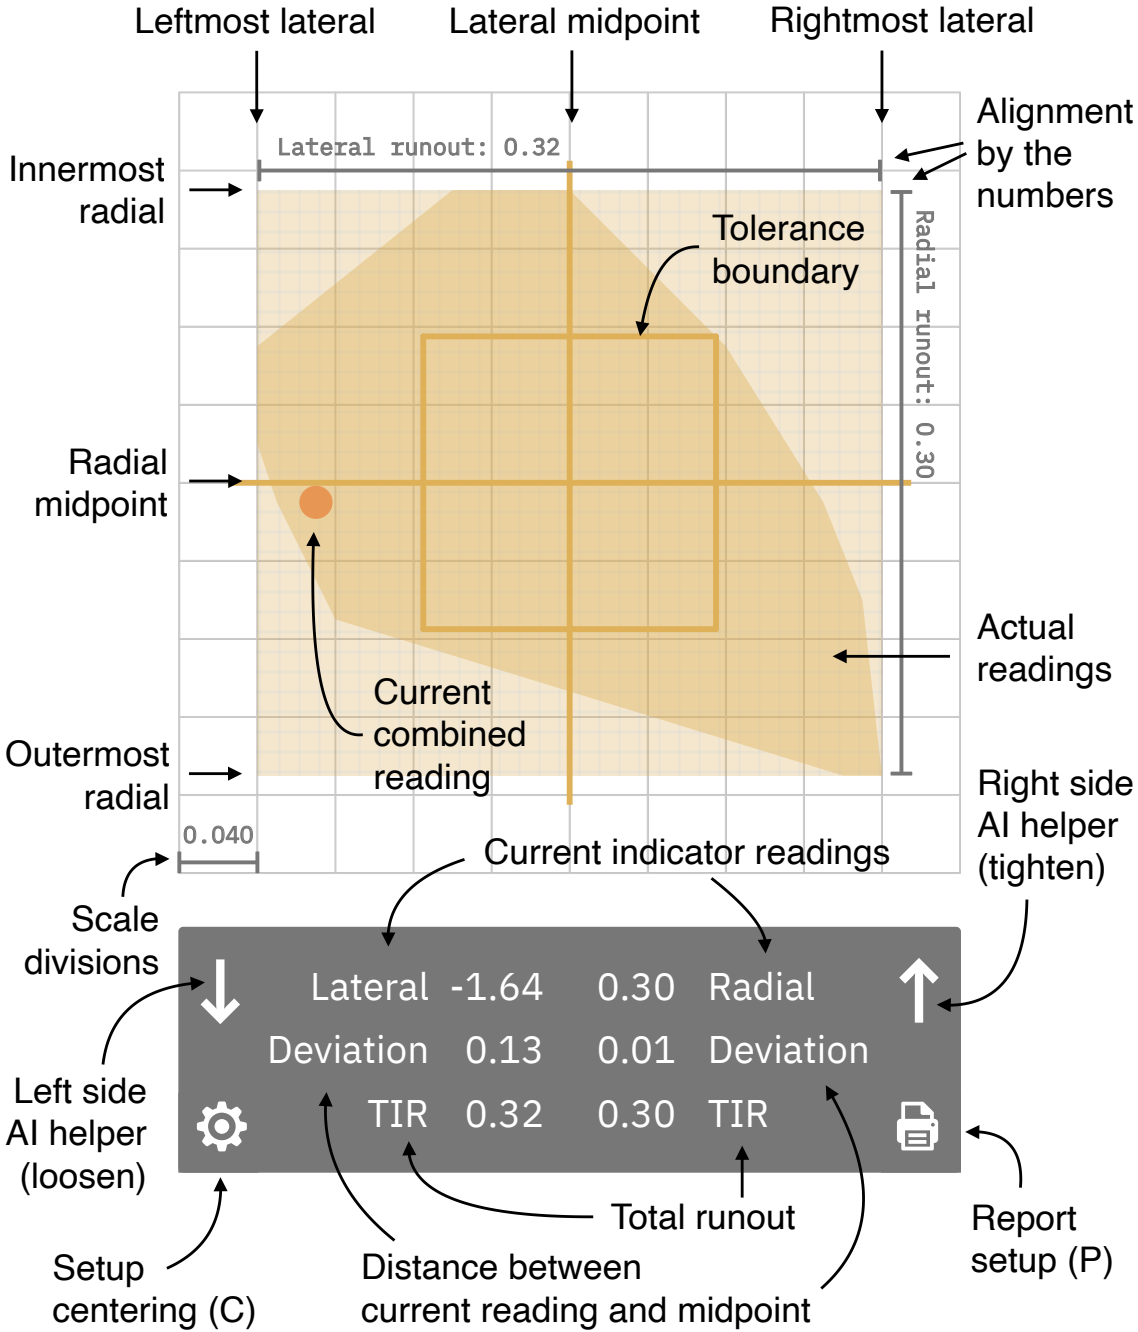 Leftmost lateral
Lateral midpoint
Rightmost lateral
Alignment
by the
numbers
Lateral runout: 0.32
Innermost
radial
Radial runout: 0.30
Tolerance
boundary
Radial
midpoint
Actual
readings
Current
combined
reading
Outermost
radial
Right side
AI helper
(tighten)
0.040
Current indicator readings
Scale
divisions
Lateral -1.64 0.30 Radial
Deviation 0.13 0.01 Deviation
TIR 0.32 0.30 TIR
Left side
AI helper
(loosen)
Total runout
Report
setup (P)
Setup
centering (C)
Distance between
current reading and midpoint